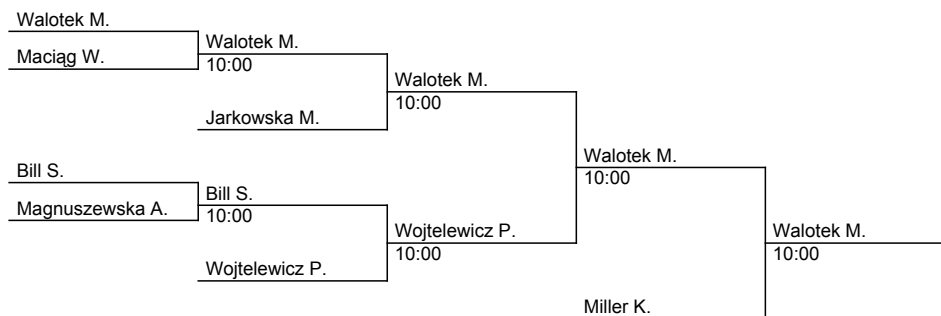 Walotek M.
Maciąg W.
Walotek M.
10:00
Jarkowska M.
Walotek M.
10:00
Bill S.
Magnuszewska A.
Bill S.
10:00
Wojtelewicz P.
Wojtelewicz P.
10:00
Walotek M.
10:00
Miller K.
Walotek M.
10:00